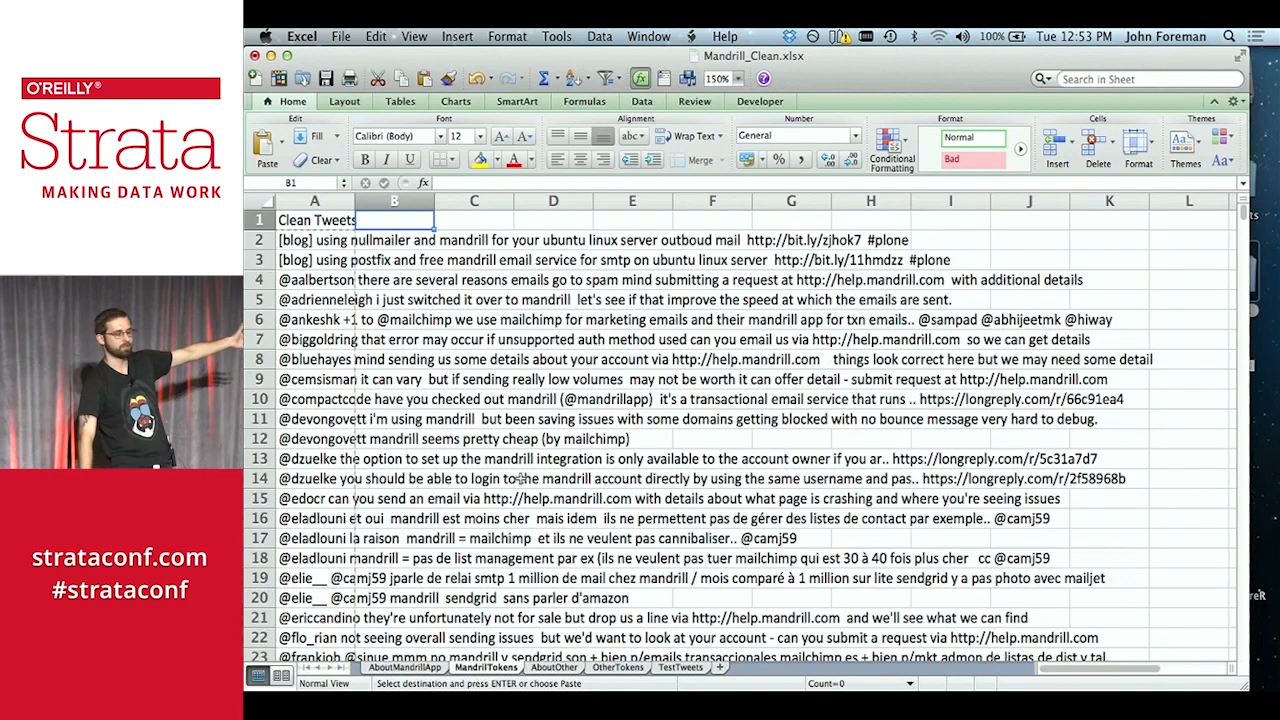 O'REILLY®
Strata
MAKING DATA WORK
strataconf.com
#strataconf
Excel File Edit View Insert Format Tools Data Window Help 100% Tue 12:53 PM John Foreman
Mandrill_Clean.xlsx
150% Search in Sheet
Home Layout Tables Charts SmartArt Formulas Data Review Developer
Edit Font Alignment Number Format Cells Themes
Paste Fill Clear Calibri (Body) 12 B I U A A abc Wrap Text Merge General % Conditional Formatting Normal Bad Insert Delete Format Themes Aa
B1 fx
A B C D E F G H I J K L
1 Clean Tweets
2 [blog] using nullmailer and mandrill for your ubuntu linux server outboud mail http://bit.ly/zjhok7 #plone
3 [blog] using postfix and free mandrill email service for smtp on ubuntu linux server http://bit.ly/11hmdzz #plone
4 @aalbertson there are several reasons emails go to spam mind submitting a request at http://help.mandrill.com with additional details
5 @adrienneleigh i just switched it over to mandrill let's see if that improve the speed at which the emails are sent.
6 @ankeshk +1 to @mailchimp we use mailchimp for marketing emails and their mandrill app for txn emails.. @sampad @abhijeetmk @hiway
7 @biggoldring that error may occur if unsupported auth method used can you email us via http://help.mandrill.com so we can get details
8 @bluehayes mind sending us some details about your account via http://help.mandrill.com things look correct here but we may need some detail
9 @cemsisman it can vary but if sending really low volumes may not be worth it can offer detail - submit request at http://help.mandrill.com
10 @compactcode have you checked out mandrill (@mandrillapp) it's a transactional email service that runs .. https://longreply.com/r/66c91ea4
11 @devongovett i'm using mandrill but been saving issues with some domains getting blocked with no bounce message very hard to debug.
12 @devongovett mandrill seems pretty cheap (by mailchimp)
13 @dzuelke the option to set up the mandrill integration is only available to the account owner if you ar.. https://longreply.com/r/5c31a7d7
14 @dzuelke you should be able to login to the mandrill account directly by using the same username and pas.. https://longreply.com/r/2f58968b
15 @edocr can you send an email via http://help.mandrill.com with details about what page is crashing and where you're seeing issues
16 @eladlouni et oui mandrill est moins cher mais idem ils ne permettent pas de gérer des listes de contact par exemple.. @camj59
17 @eladlouni la raison mandrill = mailchimp et ils ne veulent pas cannibaliser.. @camj59
18 @eladlouni mandrill = pas de list management par ex (ils ne veulent pas tuer mailchimp qui est 30 à 40 fois plus cher cc @camj59
19 @elie__ @camj59 jparle de relai smtp 1 million de mail chez mandrill / mois comparé à 1 million sur lite sendgrid y a pas photo avec mailjet
20 @elie__ @camj59 mandrill sendgrid sans parler d'amazon
21 @ericcandino they're unfortunately not for sale but drop us a line via http://help.mandrill.com and we'll see what we can find
22 @flo_rian not seeing overall sending issues but we'd want to look at your account - can you submit a request via http://help.mandrill.com
23 @frankioh @sinue mmm no mandrill y sendgrid son + bien p/emails transaccionales mailchimp es + bien p/mkt admon de listas de dist y tal
AboutMandrillApp MandrillTokens AboutOther OtherTokens TestTweets +
Normal View Select destination and press ENTER or choose Paste Count=0